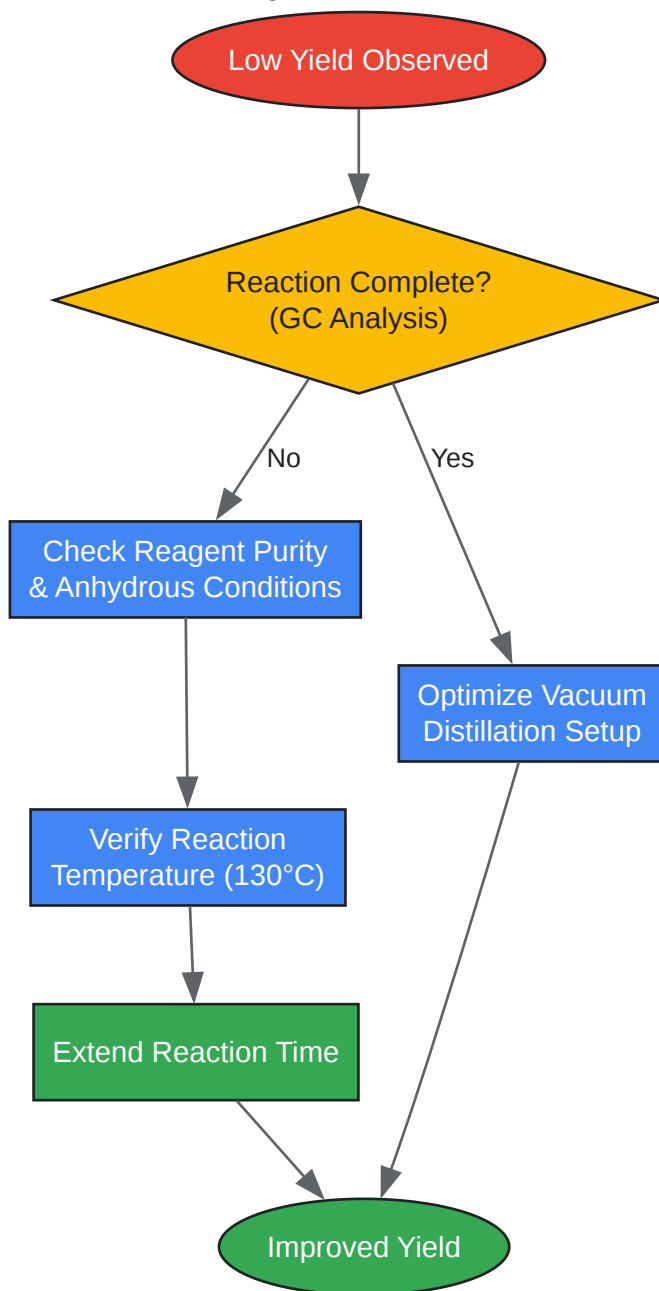 Low Yield Observed
Reaction Complete?
(GC Analysis)
No
Yes
Check Reagent Purity
& Anhydrous Conditions
Optimize Vacuum
Distillation Setup
Verify Reaction
Temperature (130°C)
Extend Reaction Time
Improved Yield